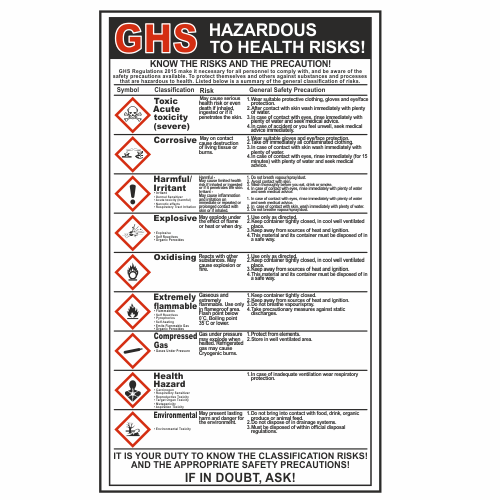 GHS HAZARDOUS
TO HEALTH RISKS!
KNOW THE RISKS AND THE PRECAUTION!
GHS Regulations 2015 make it necessary for all personnel to comply with, and be aware of the
safety precautions available. To protect themselves and others against substances and processes
that are hazardous to health. Listed below is a summary of the general classification of risks.
Symbol Classification Risk General Safety Precaution
Toxic
Acute
toxicity
(severe)
May cause serious
health risk or even
death if inhaled,
ingested or if it
penetrates the skin.
1. Wear suitable protective clothing, gloves and eye/face
protection.
2. After contact with skin wash immediately with plenty
of water.
3. In case of contact with eyes, rinse immediately with
plenty of water and seek medical advice.
4. In case of accident or you feel unwell, seek medical
advice immediately.
Corrosive
May on contact
cause destruction
of living tissue or
burns.
1. Wear suitable gloves and eye/face protection.
2. Take off immediately all contaminated clothing.
3. In case of contact with skin wash immediately with
plenty of water.
4. In case of contact with eyes, rinse immediately (for 15
minutes) with plenty of water and seek medical
advice.
Harmful/
Irritant
• Irritant
• Dermal Sensitizer
• Acute toxicity (harmful)
• Narcotic effects
• Respiratory Tract Irritation
Harmful -
May cause limited health
risk if inhaled or ingested
or if it penetrates the skin.
Irritant -
May cause inflammation
and irritation on
immediate or repeated or
prolonged contact with
skin or if inhaled.
1. Do not breath vapour/spray/dust.
2. Avoid contact with skin.
3. Wash thoroughly before you eat, drink or smoke.
4. In case of contact with eyes, rinse immediately with plenty of water
and seek medical advice
1. In case of contact with eyes, rinse immediately with plenty of water
and seek medical advice.
2. In case of contact with skin, wash immediately with plenty of water
3. Do not breathe vapour/spray/dust.
Explosive
• Explosive
• Self Reactive
• Organic Peroxides
May explode under
the effect of flame
or heat or when dry.
1. Use only as directed.
2. Keep container tightly closed, in cool well ventilated
place.
3. Keep away from sources of heat and ignition.
4. This material and its container must be disposed of in
a safe way.
Oxidising
Reacts with other
substances. May
cause explosion or
fire.
1. Use only as directed.
2. Keep container tightly closed, in cool well ventilated
place.
3. Keep away from sources of heat and ignition.
4. This material and its container must be disposed of in
a safe way.
Extremely
flammable
• Flammables
• Self Reactive
• Pyrophorics
• Self-heating
• Emits Flammable Gas
• Organic Peroxides
Gaseous and
extremely
flammable. Use only
in flameproof area.
Flash point below
0˚C. Boiling point
35˚C or lower.
1. Keep container tightly closed.
2. Keep away from sources of heat and ignition.
3. Do not breathe vapour/spray.
4. Take precautionary measures against static
discharges.
Compressed
Gas
• Gases Under Pressure
Gas under pressure
may explode when
heated. Refrigerated
gas may cause
Cryogenic burns.
1. Protect from elements.
2. Store in well ventilated area.
Health
Hazard
• Carcinogen
• Respiratory Sensitizer
• Reproductive Toxicity
• Target Organ Toxicity
• Mutagenicity
• Aspiration Toxicity
1. In case of inadequate ventilation wear respiratory
protection.
Environmental
• Environmental Toxicity
May present lasting
harm and danger for
the environment.
1. Do not bring into contact with food, drink, organic
produce or animal feed.
2. Do not dispose of in drainage systems.
3. Must be disposed of within official disposal
regulations.
IT IS YOUR DUTY TO KNOW THE CLASSIFICATION RISKS!
AND THE APPROPRIATE SAFETY PRECAUTIONS!
IF IN DOUBT, ASK!